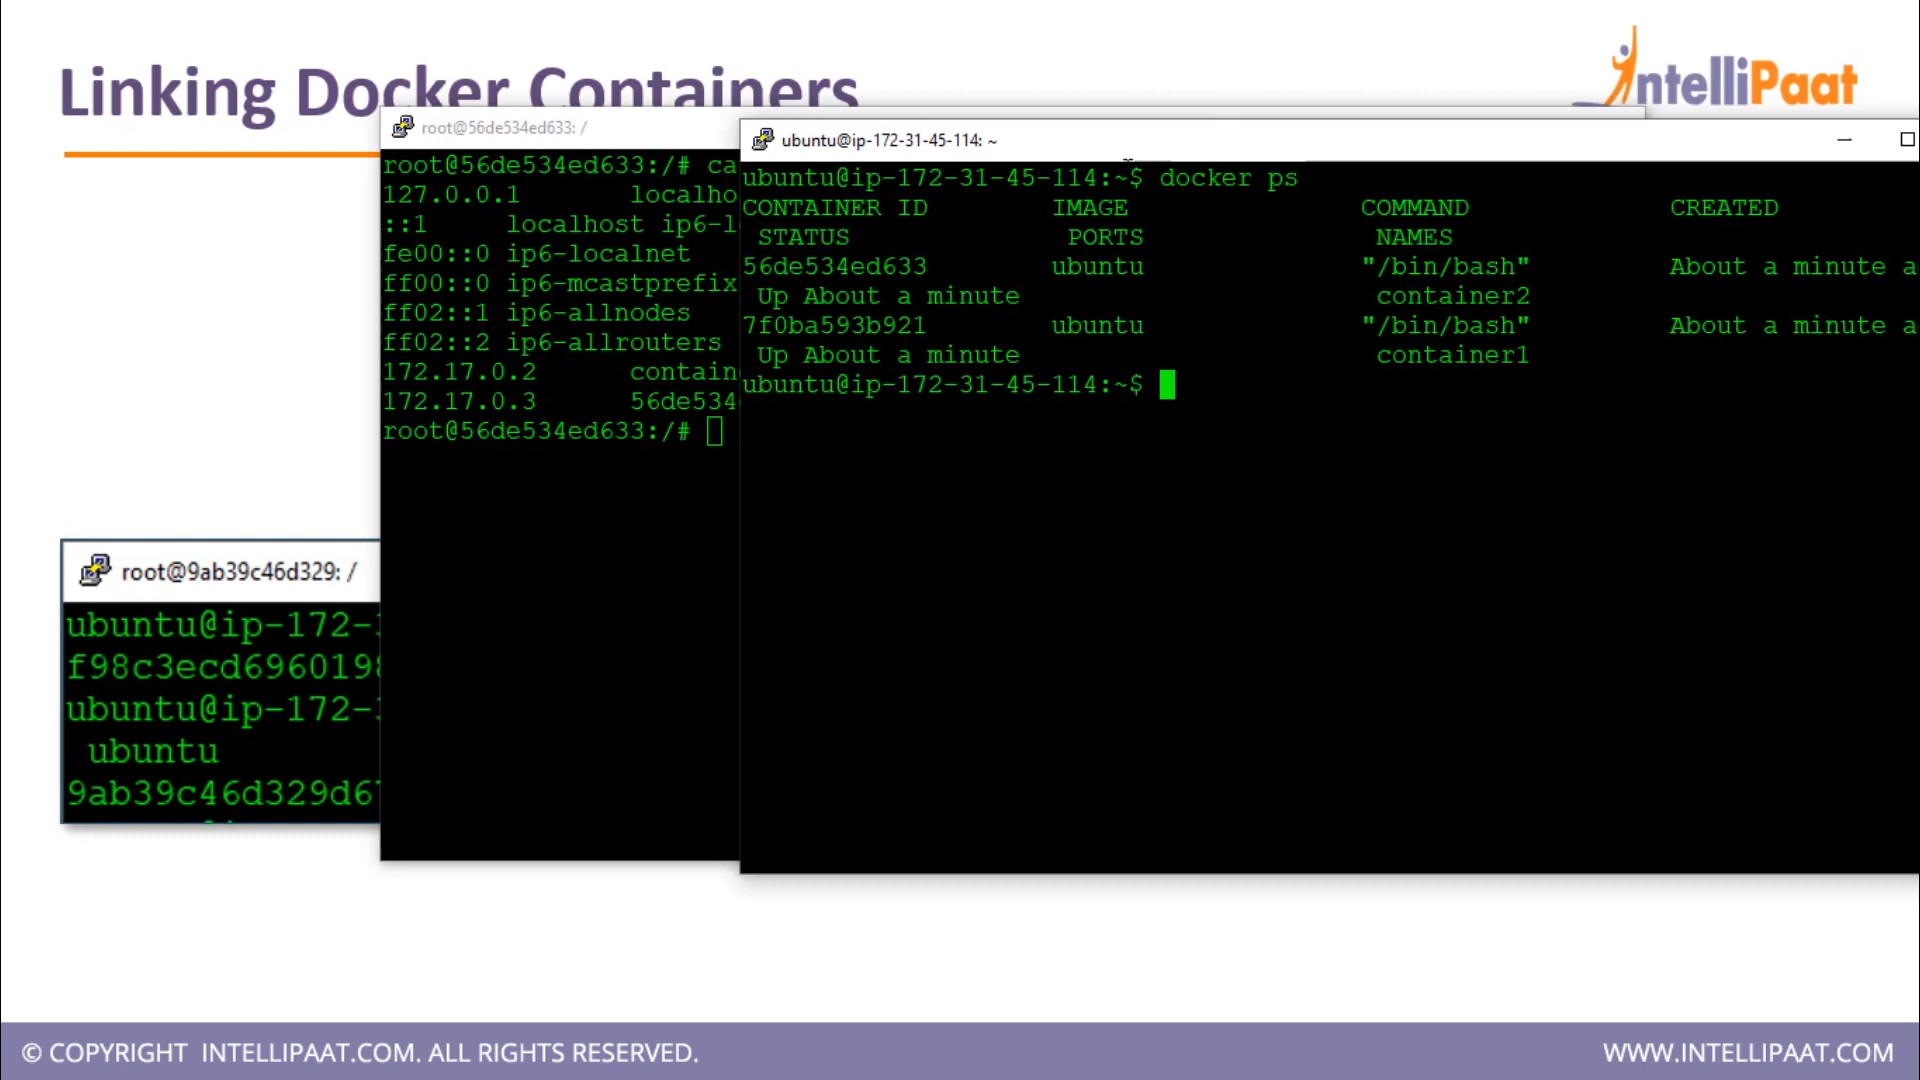 Linking Docker Containers
IntelliPaat
root@56de534ed633: /
root@56de534ed633:/# ca
127.0.0.1 localho
::1 localhost ip6-l
fe00::0 ip6-localnet
ff00::0 ip6-mcastprefix
ff02::1 ip6-allnodes
ff02::2 ip6-allrouters
172.17.0.2 contain
172.17.0.3 56de534
root@56de534ed633:/#
ubuntu@ip-172-31-45-114: ~
ubuntu@ip-172-31-45-114:~$ docker ps
CONTAINER ID IMAGE COMMAND CREATED
STATUS PORTS NAMES
56de534ed633 ubuntu "/bin/bash" About a minute a
Up About a minute container2
7f0ba593b921 ubuntu "/bin/bash" About a minute a
Up About a minute container1
ubuntu@ip-172-31-45-114:~$
root@9ab39c46d329: /
ubuntu@ip-172-
f98c3ecd6960198
ubuntu@ip-172-
ubuntu
9ab39c46d329d67
© COPYRIGHT INTELLIPAAT.COM. ALL RIGHTS RESERVED.
WWW.INTELLIPAAT.COM